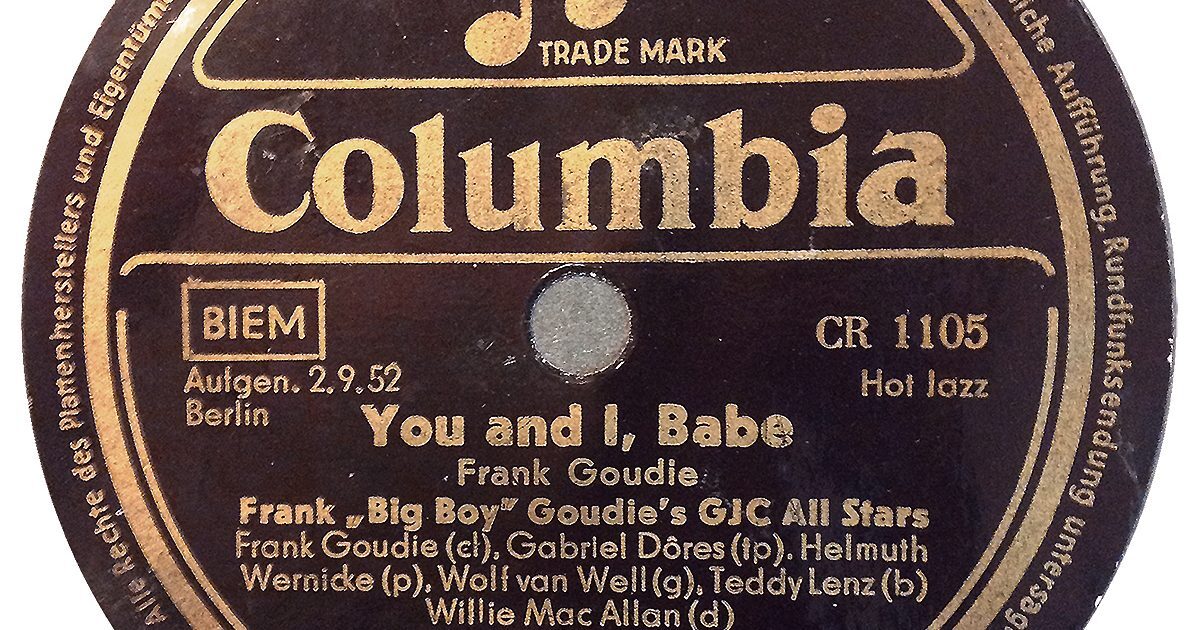 TRADE MARK
Columbia
BIEM
CR 1105
Aufgen. 2.9.52
Hot Jazz
Berlin
You and I, Babe
Frank Goudie
Frank „Big Boy” Goudie's GJC All Stars
Frank Goudie (cl), Gabriel Dôres (tp). Helmuth
Wernicke (p), Wolf van Well (g), Teddy Lenz (b)
Willie Mac Allan (d)
Alle Rechte des Plattenherstellers und
Aufführung, Rundfunksendung